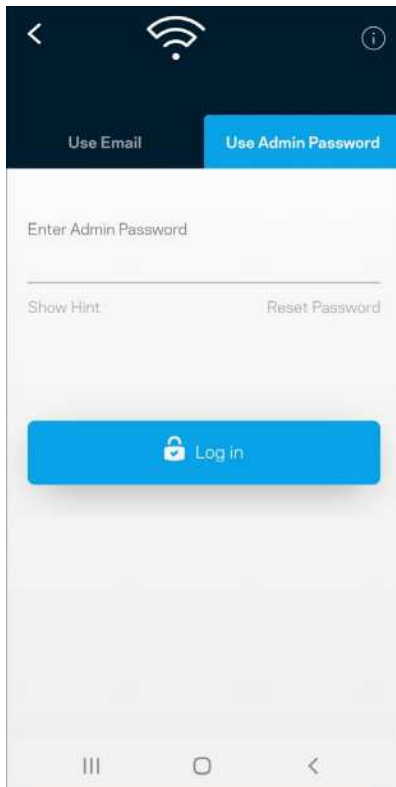 Use Email
Use Admin Password
Enter Admin Password
Show Hint
Reset Password
Log in